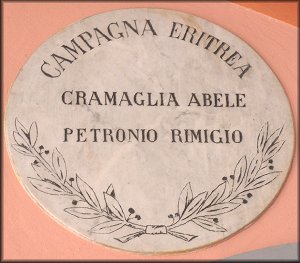 CAMPAGNA ERITREA
CRAMAGLIA ABELE
PETRONIO RIMIGIO